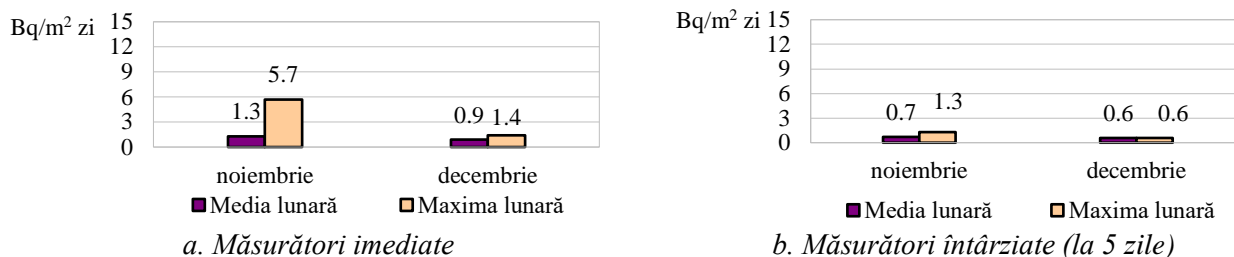 Bq/m² zi
15
12
9
6
3
0
5.7
1.3
0.9
1.4
noiembrie
decembrie
Media lunară
Maxima lunară
a. Măsurători imediate
Bq/m² zi
15
12
9
6
3
0
0.7
1.3
0.6
0.6
noiembrie
decembrie
Media lunară
Maxima lunară
b. Măsurători întârziate (la 5 zile)